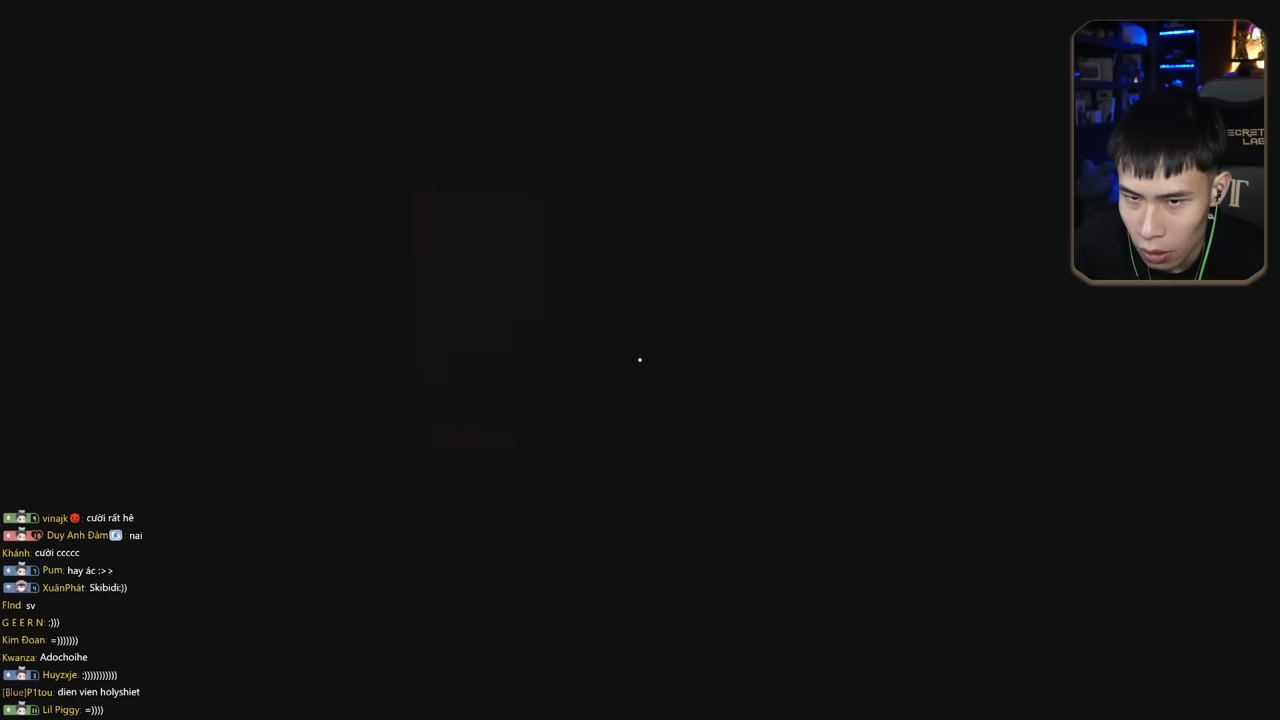 SECRET
LAB
T
vinajk: cười rất hề
Duy Anh Đàm: nai
Khánh: cười ccccc
Pum: hay ác :>>
XuânPhát: Skibidi:))
FInd: sv
G E E R N: :)))
Kim Đoan: =)))))))
Kwanza: Adochoihe
Huyzxje: :)))))))))))
[Blue]P1tou: dien vien holyshiet
Lil Piggy: =))))